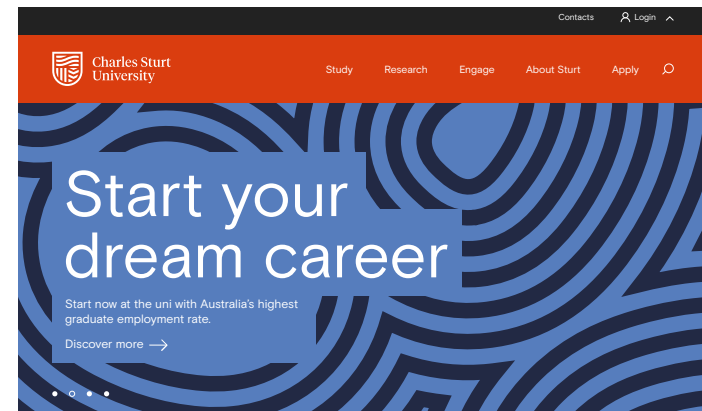 Contacts
Login
Charles Sturt
University
Study
Research
Engage
About Sturt
Apply
Start your
dream career
Start now at the uni with Australia's highest
graduate employment rate.
Discover more